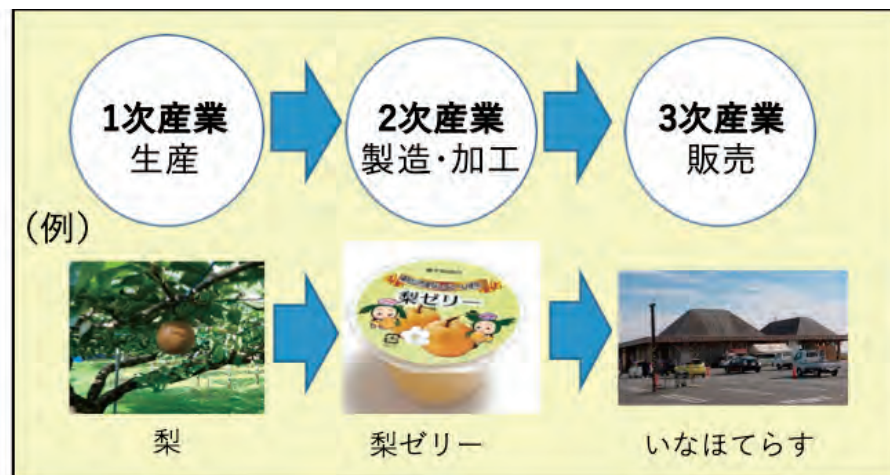 1次産業
生産
2次産業
製造・加工
3次産業
販売
(例)
梨ゼリー
梨
梨ゼリー
いなほてらす